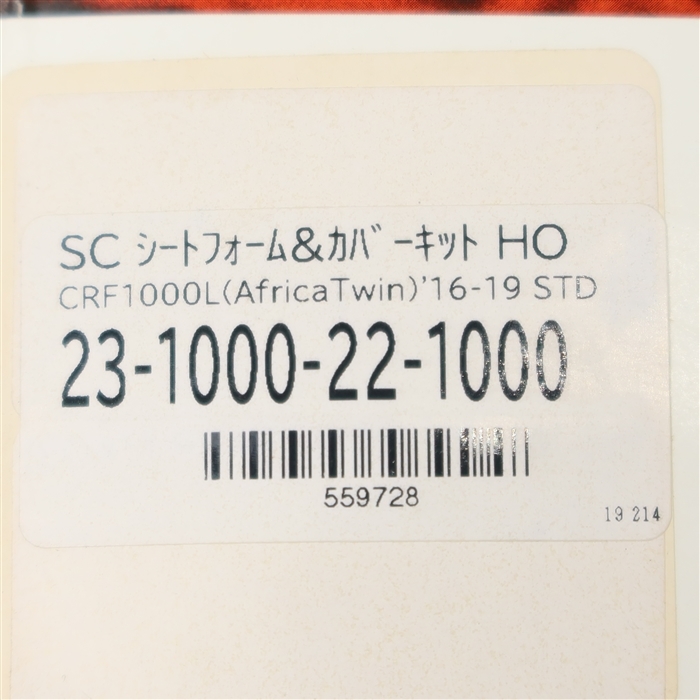 SC ｼｰﾄﾌｫｰﾑ&ｶﾊﾞｰｷｯﾄ HO
CRF1000L(AfricaTwin)'16-19 STD
23-1000-22-1000
559728
19 214